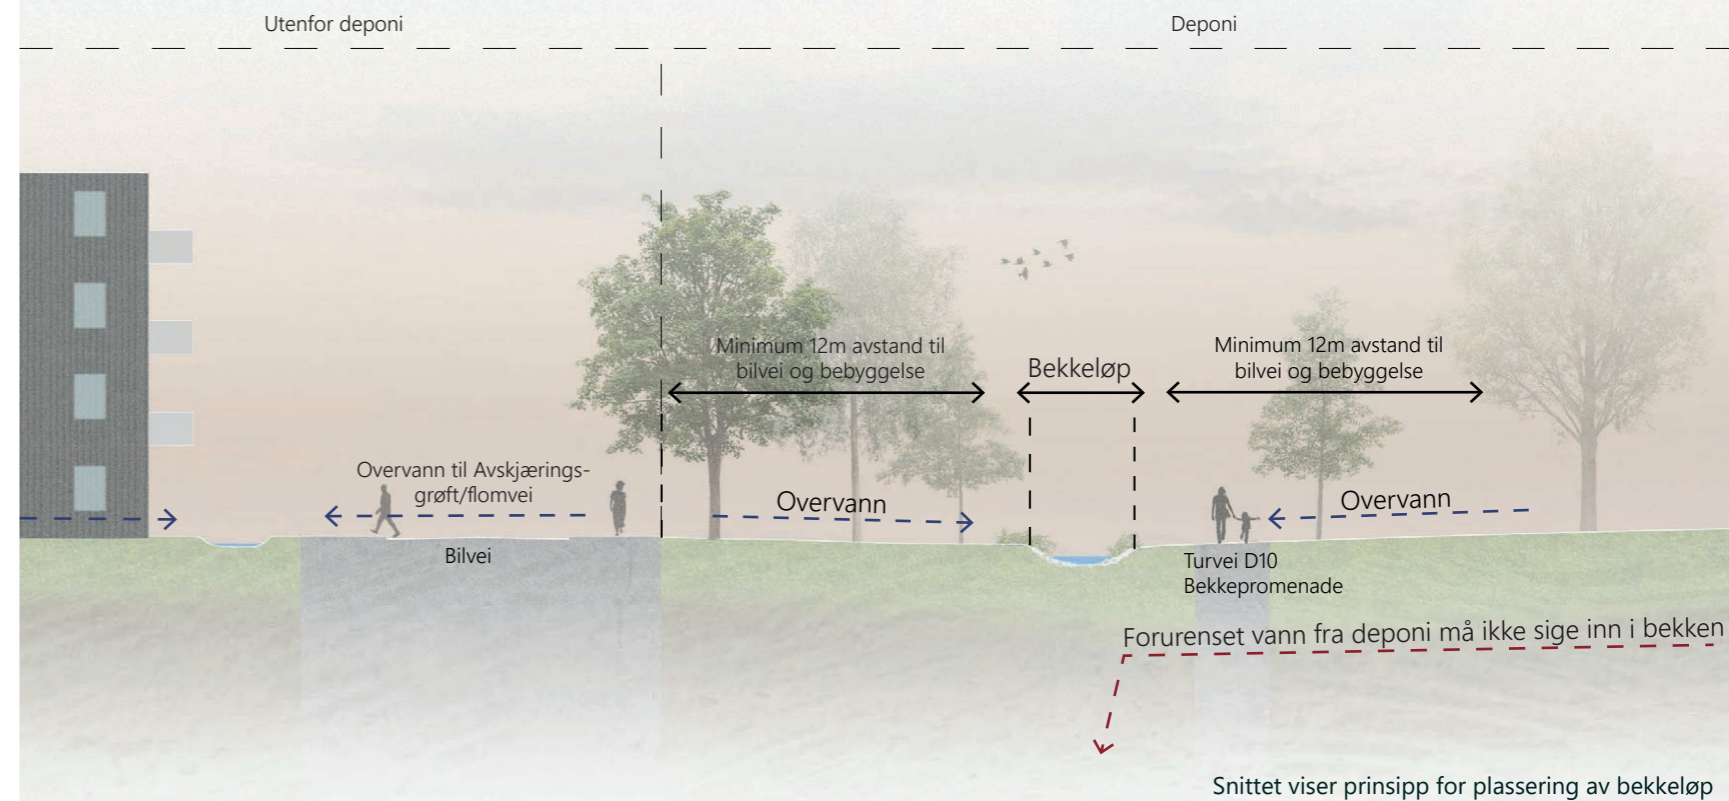 Utenfor deponi
Deponi
Minimum 12m avstand til
bilvei og bebyggelse
Bekkeløp
Minimum 12m avstand til
bilvei og bebyggelse
Overvann til Avskjærings-
grøft/flomvei
Overvann
Overvann
Bilvei
Turvei D10
Bekkepromenade
Forurenset vann fra deponi må ikke sige inn i bekken
Snittet viser prinsipp for plassering av bekkeløp